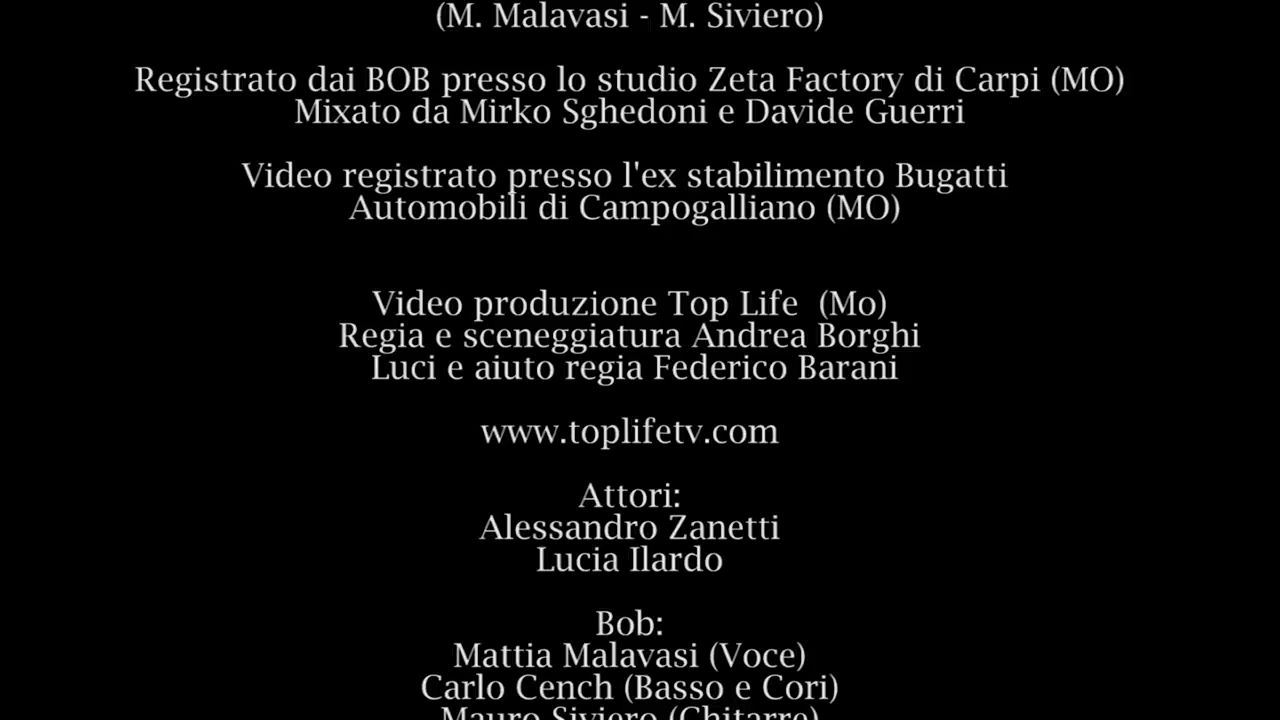 (M. Malavasi - M. Siviero)
Registrato dai BOB presso lo studio Zeta Factory di Carpi (MO)
Mixato da Mirko Sghedoni e Davide Guerri
Video registrato presso l'ex stabilimento Bugatti
Automobili di Campogalliano (MO)
Video produzione Top Life  (Mo)
Regia e sceneggiatura Andrea Borghi
Luci e aiuto regia Federico Barani
www.toplifetv.com
Attori:
Alessandro Zanetti
Lucia Ilardo
Bob:
Mattia Malavasi (Voce)
Carlo Cench (Basso e Cori)
Mauro Siviero (Chitarre)